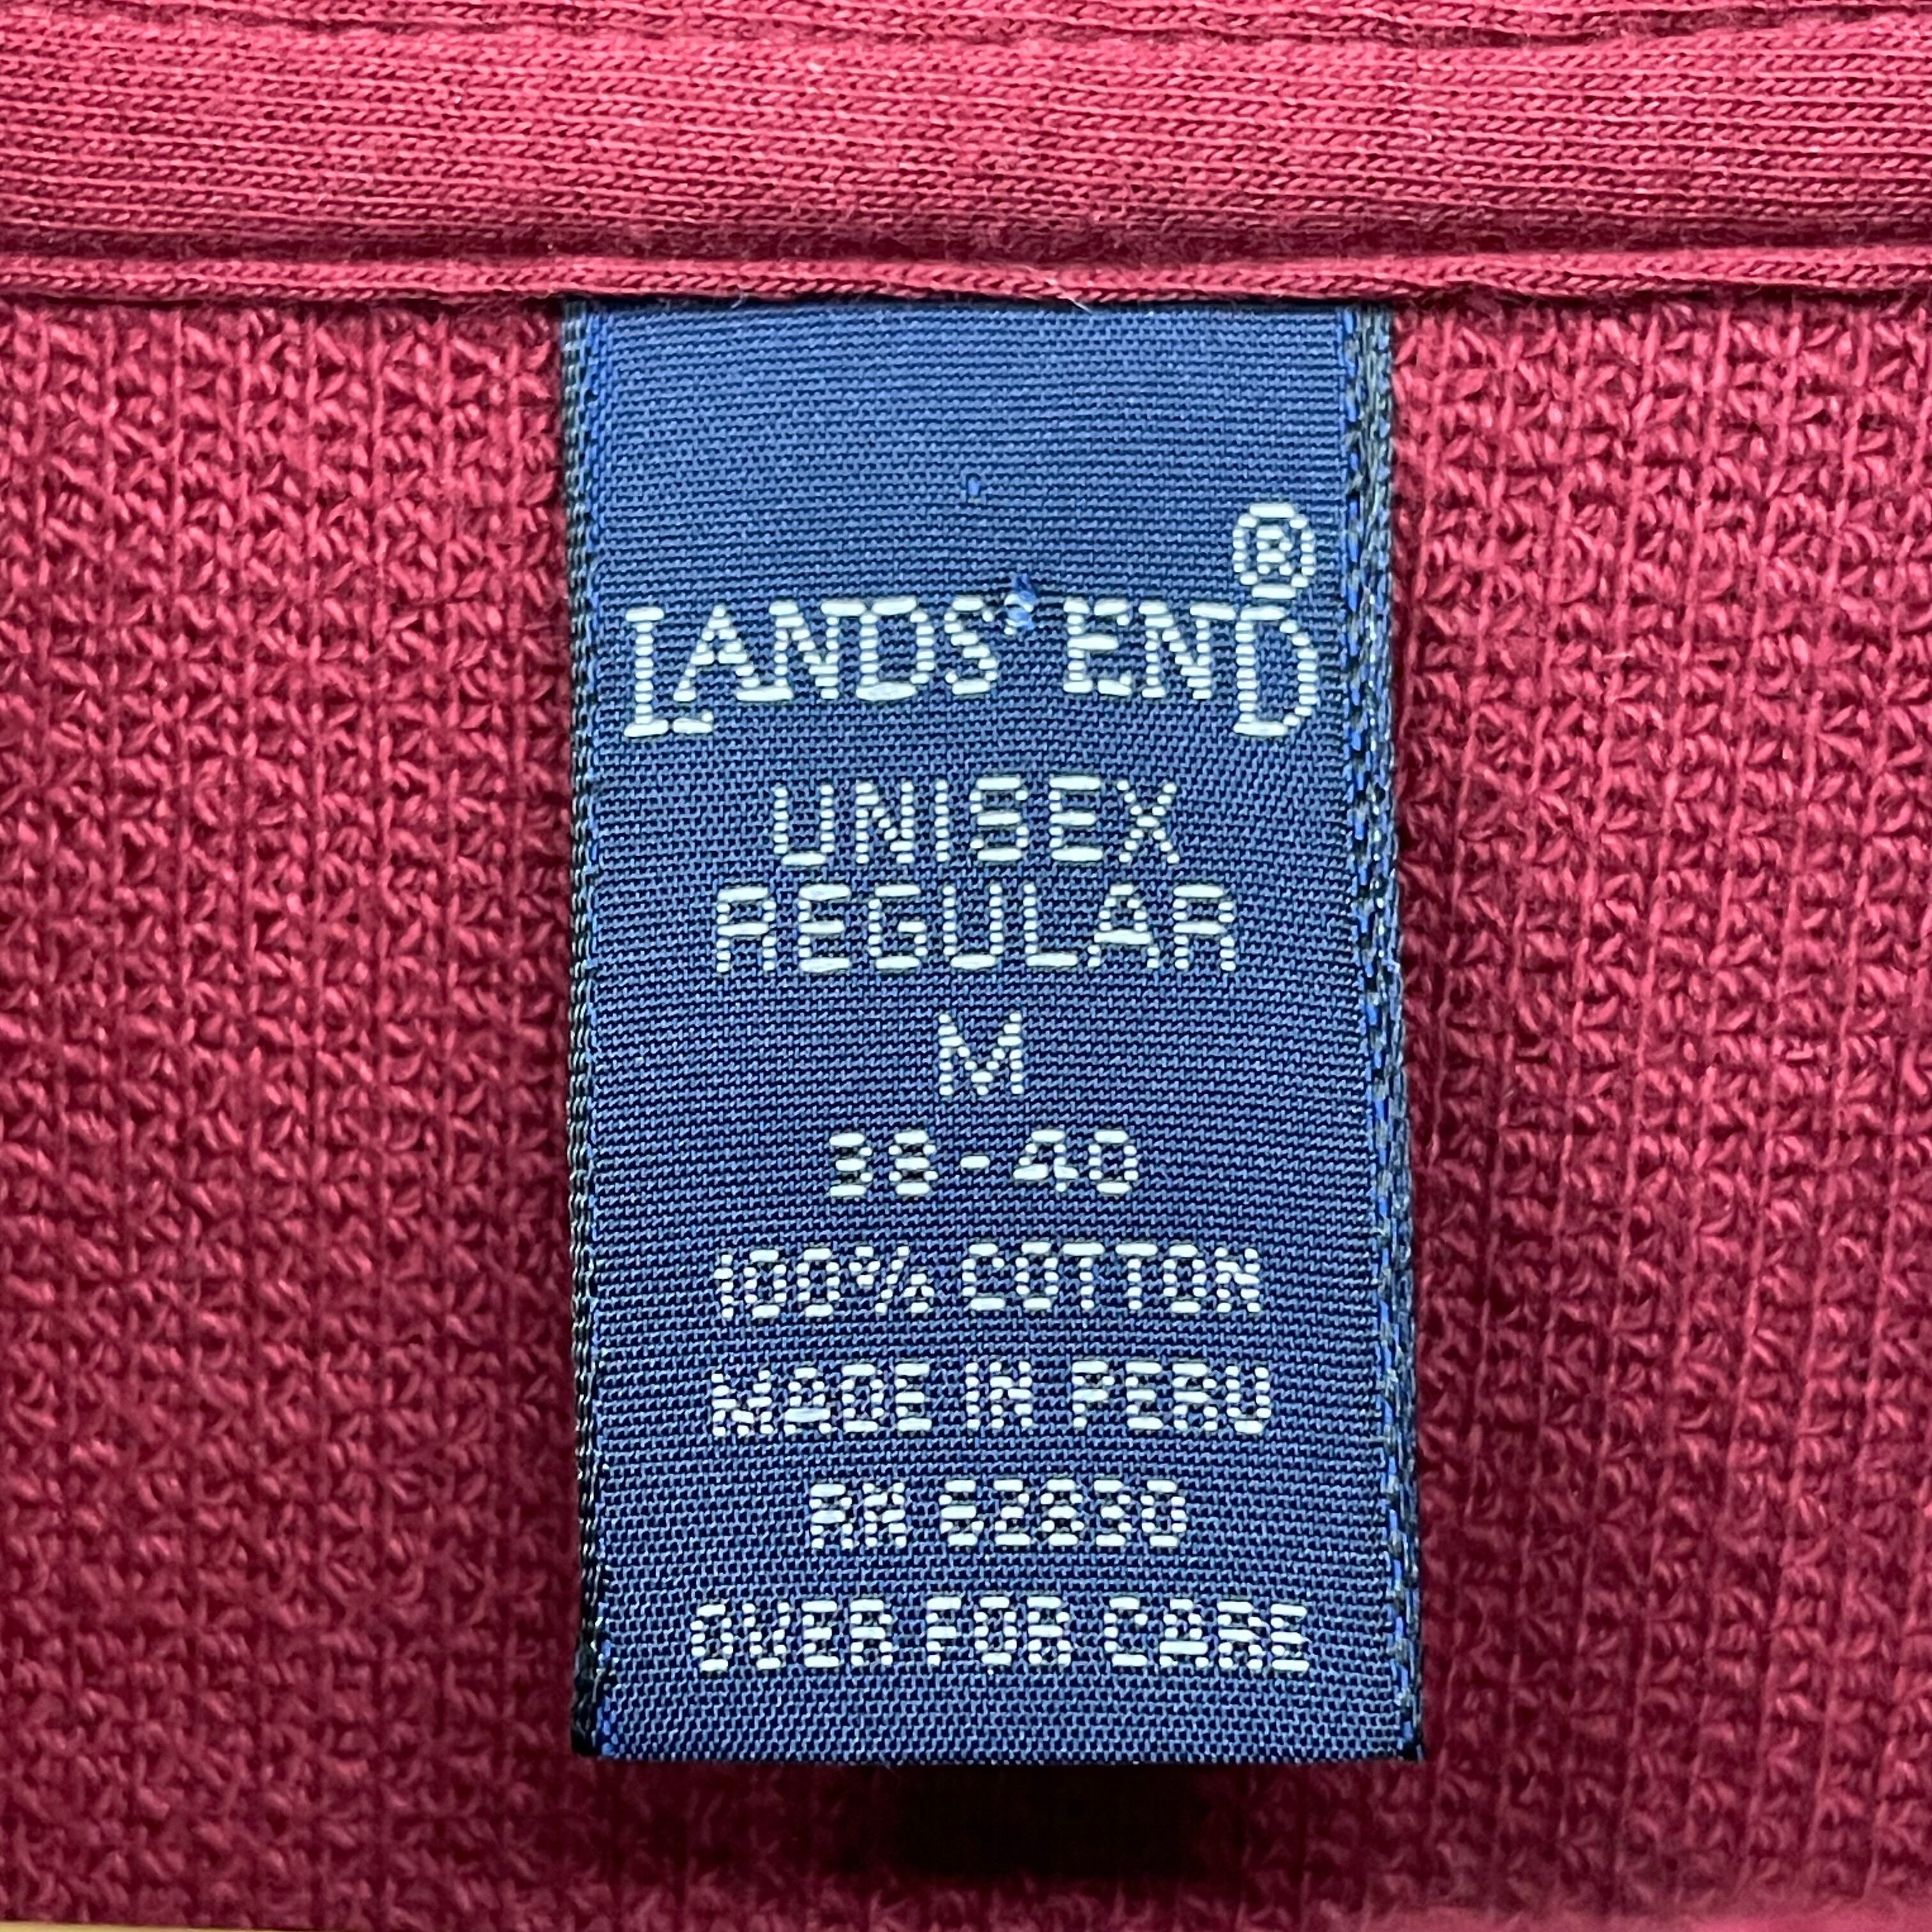 LANDS' END®
UNISEX
REGULAR
M
38-40
100% COTTON
MADE IN PERU
RN 62830
OVER FOR CARE